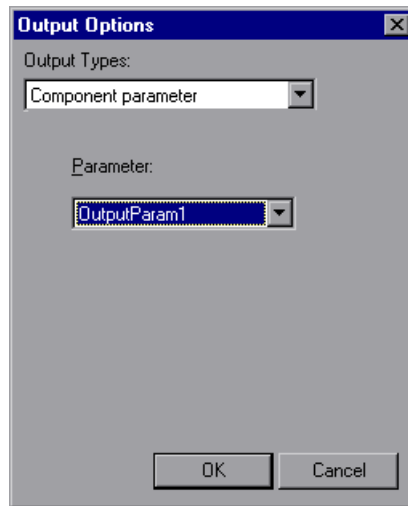 Output Options
Output Types:
Component parameter
Parameter:
OutputParam1
OK Cancel